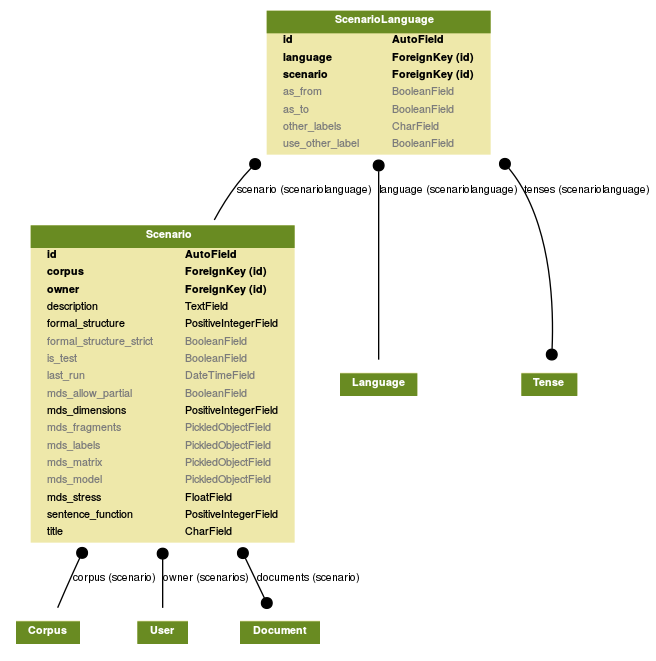 ScenarioLanguage
id AutoField
language ForeignKey (id)
scenario ForeignKey (id)
as_from BooleanField
as_to BooleanField
other_labels CharField
use_other_label BooleanField
scenario (scenariolanguage) language (scenariolanguage) tenses (scenariolanguage)
Scenario
id AutoField
corpus ForeignKey (id)
owner ForeignKey (id)
description TextField
formal_structure PositiveIntegerField
formal_structure_strict BooleanField
is_test BooleanField
last_run DateTimeField
mds_allow_partial BooleanField
mds_dimensions PositiveIntegerField
mds_fragments PickledObjectField
mds_labels PickledObjectField
mds_matrix PickledObjectField
mds_model PickledObjectField
mds_stress FloatField
sentence_function PositiveIntegerField
title CharField
Language Tense
corpus (scenario) owner (scenarios) documents (scenario)
Corpus User Document